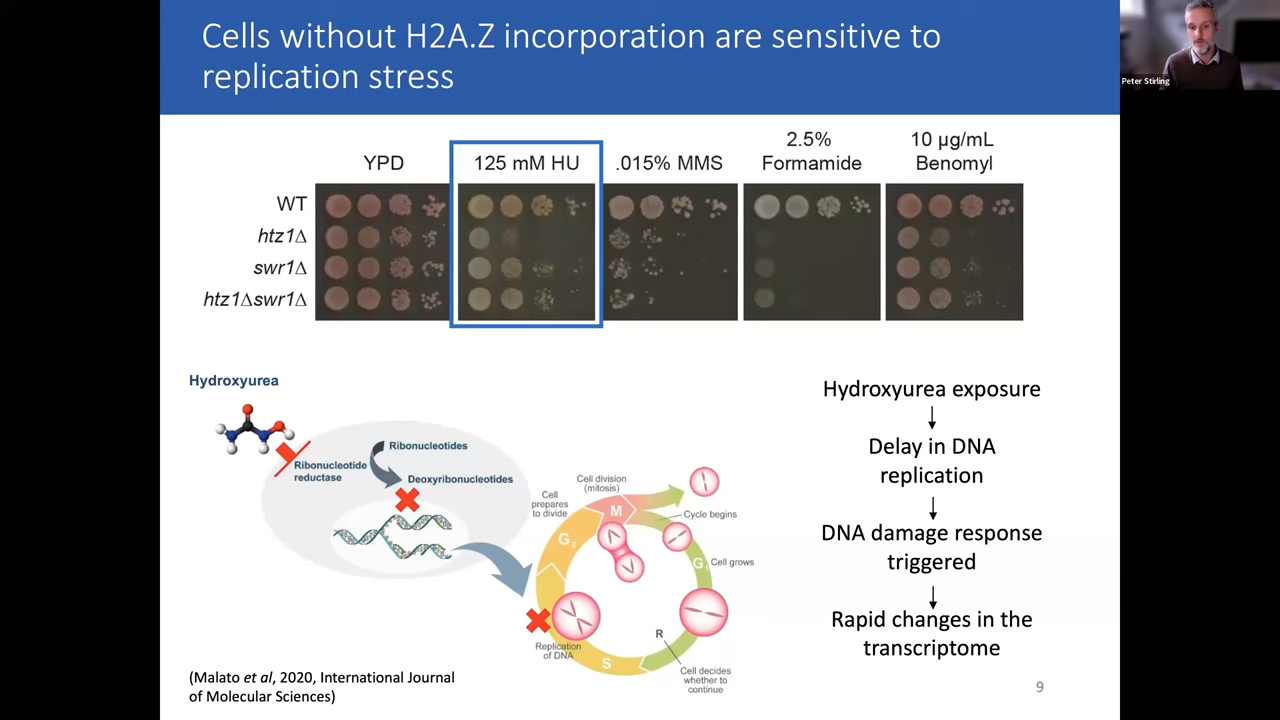 Cells without H2A.Z incorporation are sensitive to
replication stress
Peter Stirling
YPD
125 mM HU
.015% MMS
2.5%
Formamide
10 µg/mL
Benomyl
WT
htz1Δ
swr1Δ
htz1Δswr1Δ
Hydroxyurea
Ribonucleotide
reductase
Ribonucleotides
Deoxyribonucleotides
Cell division
(mitosis)
Cell
prepares
to divide
M
Cycle begins
G₂
G₁
Cell grows
R
Replication
of DNA
S
Cell decides
whether to
continue
Hydroxyurea exposure
Delay in DNA
replication
DNA damage response
triggered
Rapid changes in the
transcriptome
(Malato et al, 2020, International Journal
of Molecular Sciences)
9